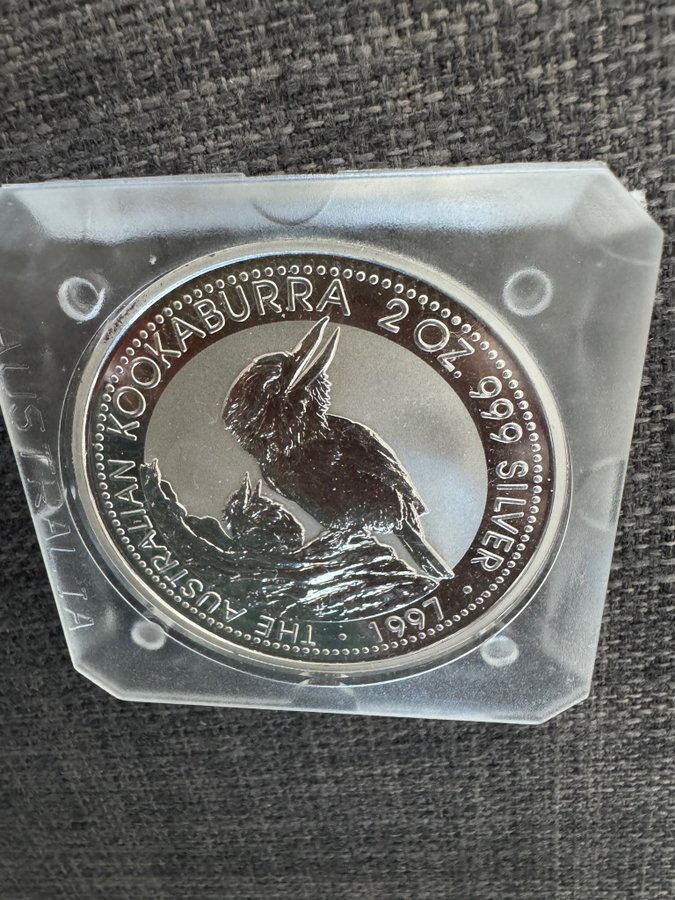 THE AUSTRALIAN KOOKABURRA 2 OZ. 999 SILVER · 1997 ·
AUSTRALIA